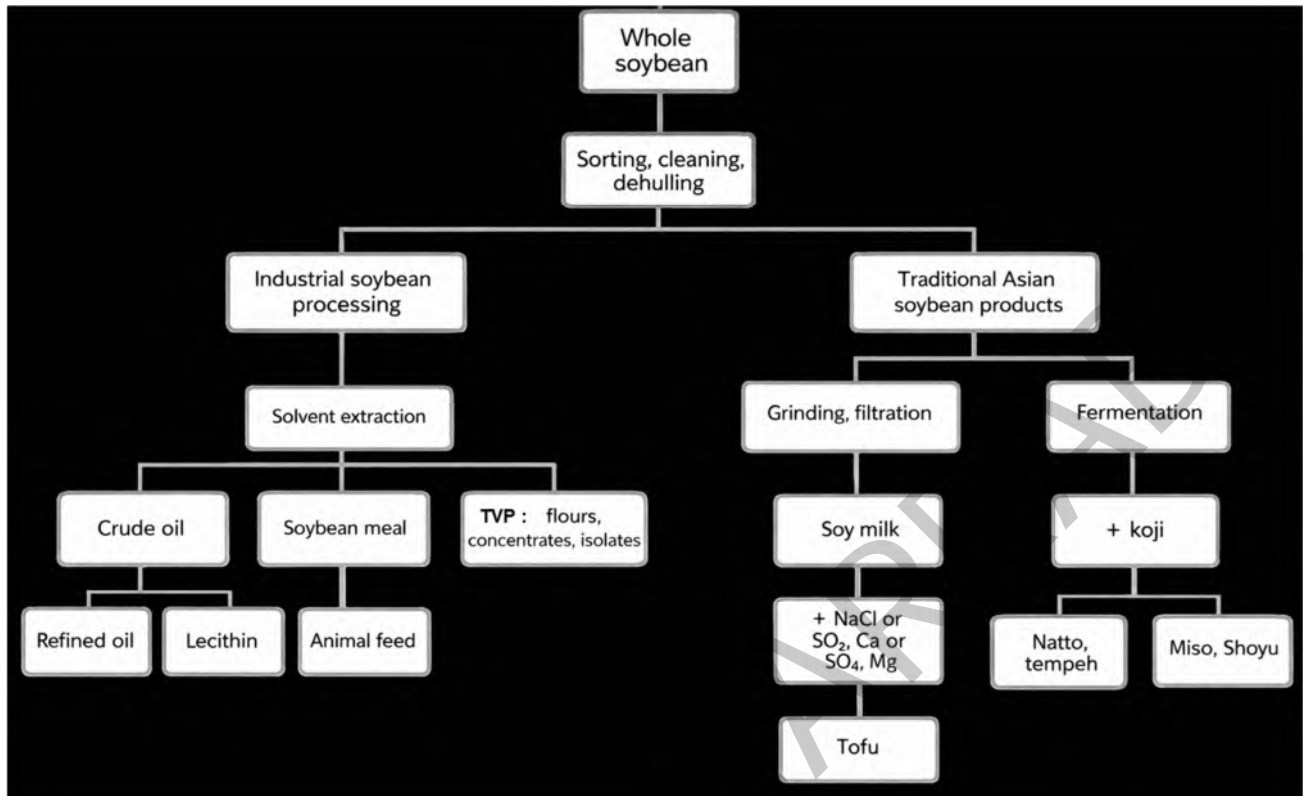 Whole
soybean
Sorting, cleaning,
dehulling
Industrial soybean
processing
Traditional Asian
soybean products
Solvent extraction
Grinding, filtration
Fermentation
Crude oil
Soybean meal
TVP : flours,
concentrates, isolates
Soy milk
+ koji
Refined oil
Lecithin
Animal feed
+ NaCl or
SO₂, Ca or
SO₄, Mg
Natto,
tempeh
Miso, Shoyu
Tofu